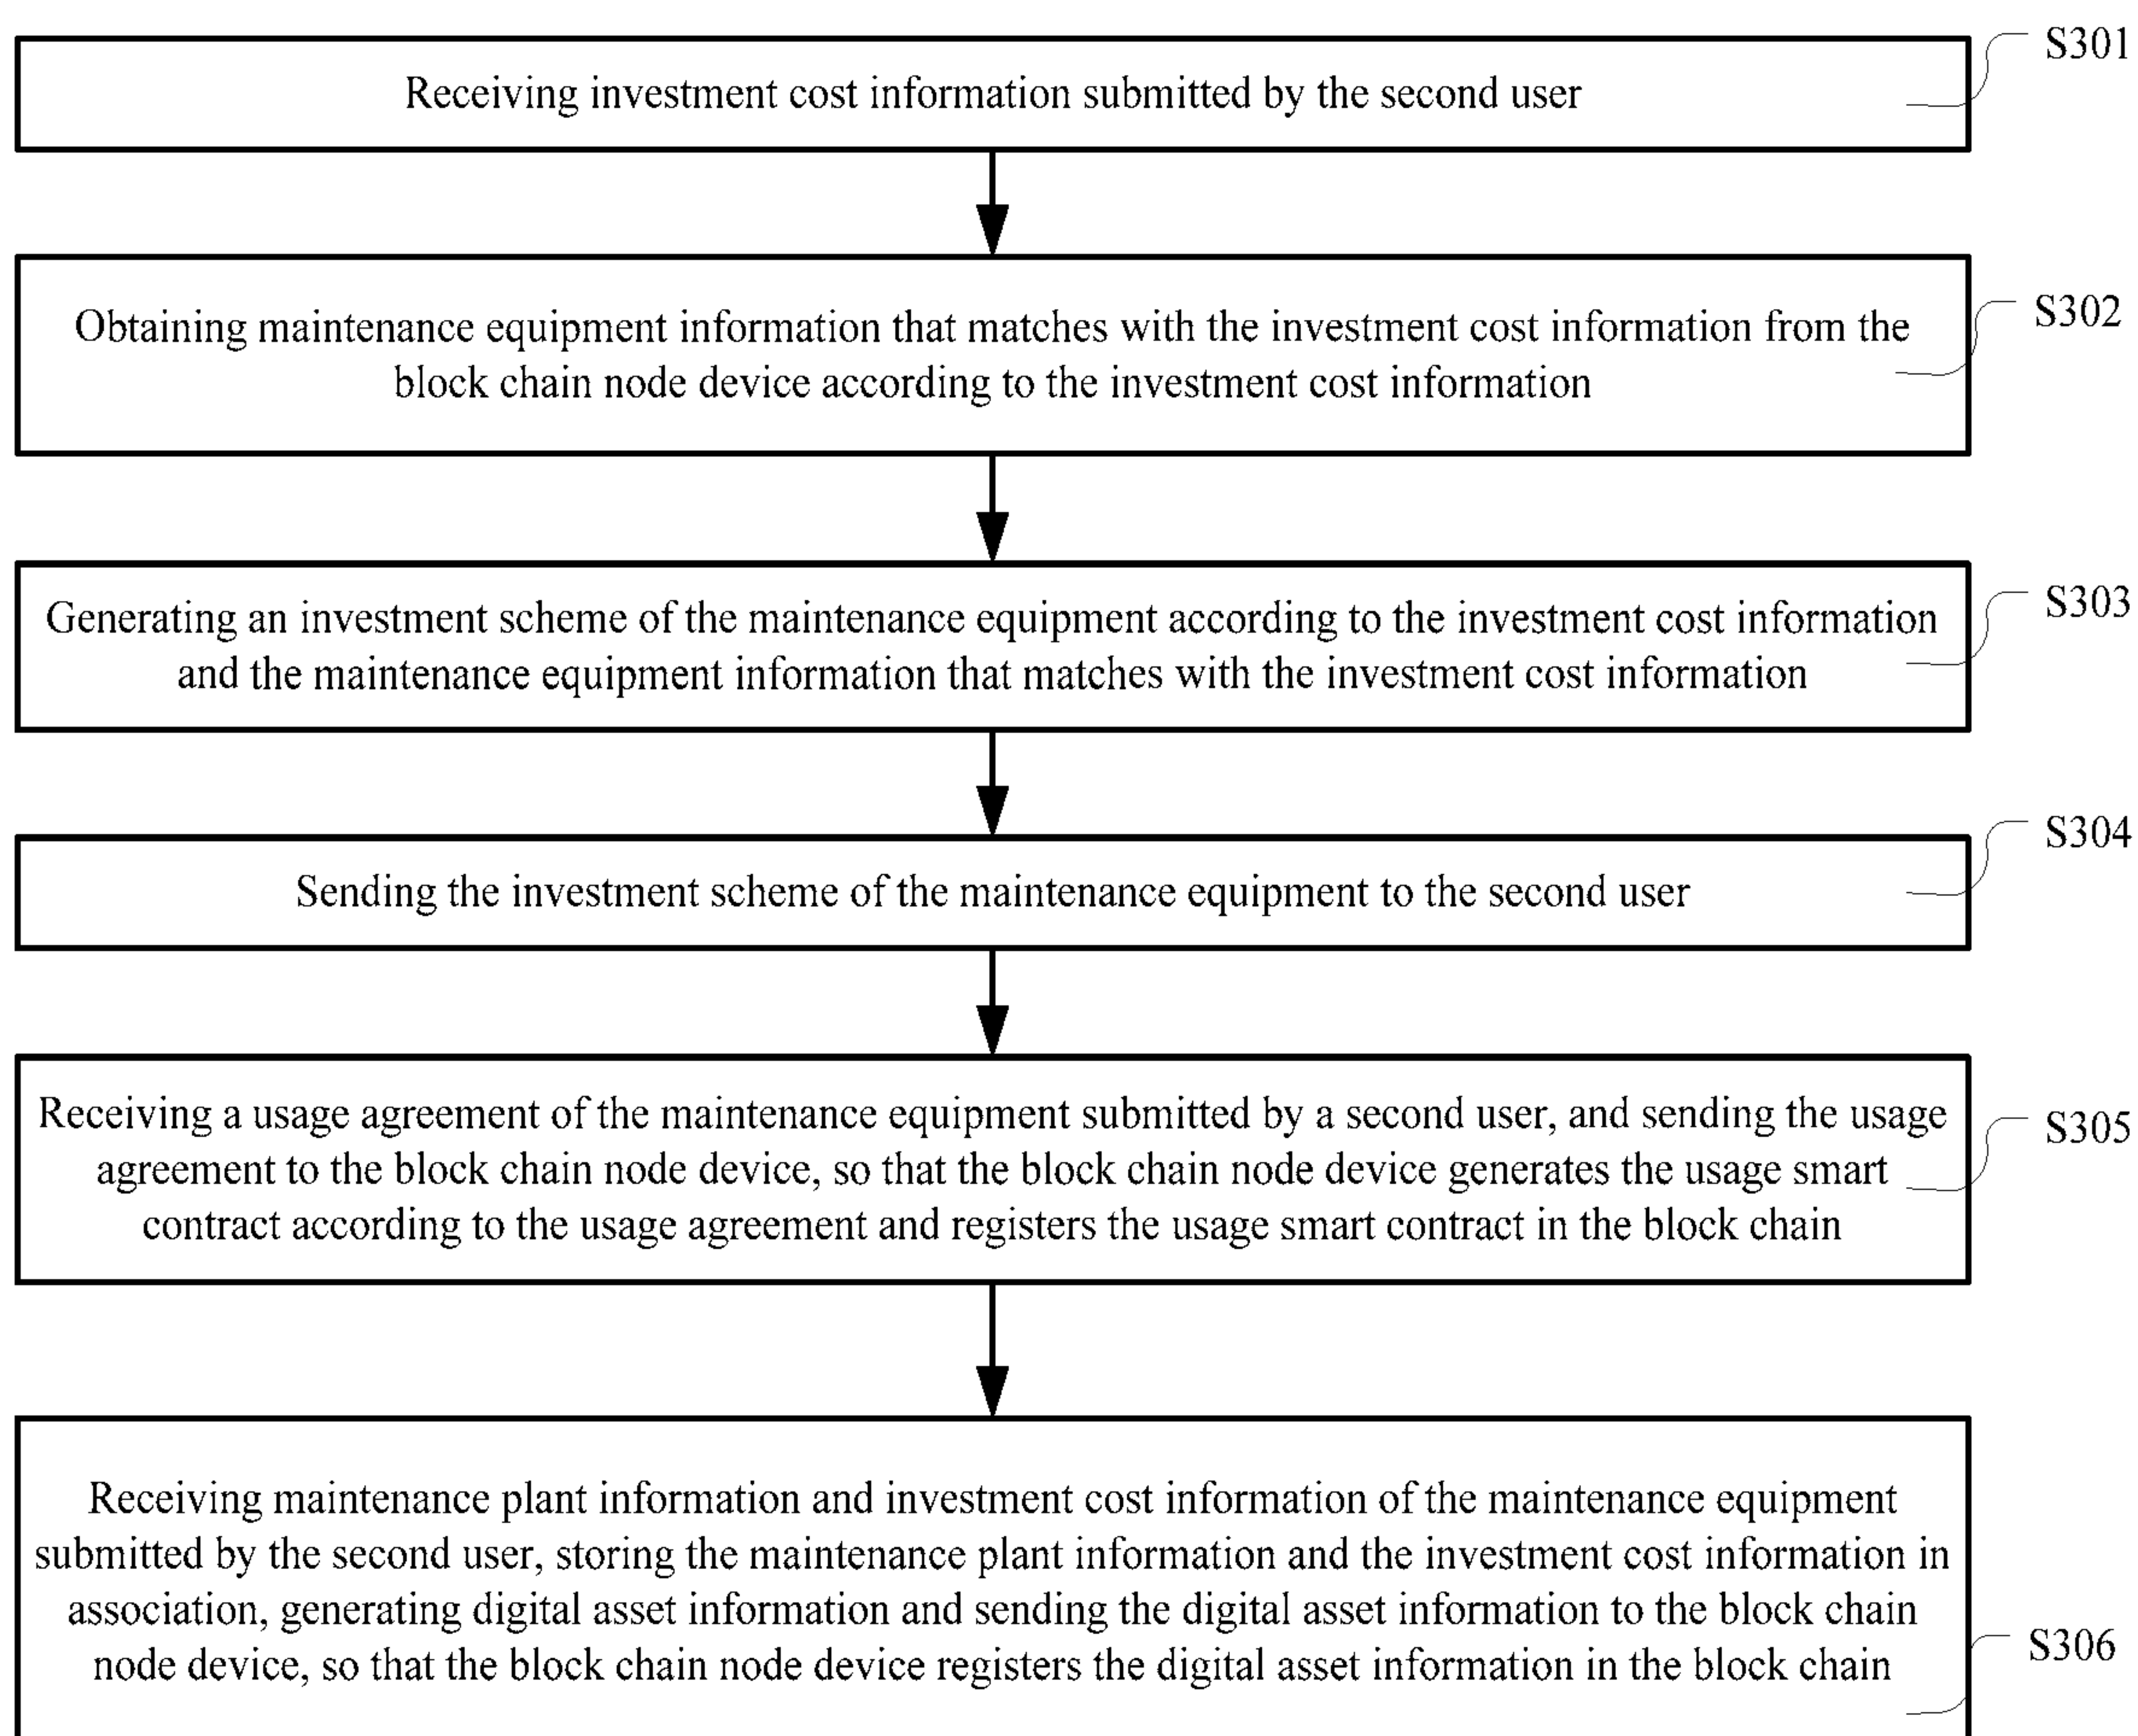 S301
Receiving investment cost information submitted by the second user
S302
Obtaining maintenance equipment information that matches with the investment cost information from the
block chain node device according to the investment cost information
S303
Generating an investment scheme of the maintenance equipment according to the investment cost information
and the maintenance equipment information that matches with the investment cost information
S304
Sending the investment scheme of the maintenance equipment to the second user
S305
Receiving a usage agreement of the maintenance equipment submitted by a second user, and sending the usage
agreement to the block chain node device, so that the block chain node device generates the usage smart
contract according to the usage agreement and registers the usage smart contract in the block chain
Receiving maintenance plant information and investment cost information of the maintenance equipment
submitted by the second user, storing the maintenance plant information and the investment cost information in
association, generating digital asset information and sending the digital asset information to the block chain
node device, so that the block chain node device registers the digital asset information in the block chain
S306